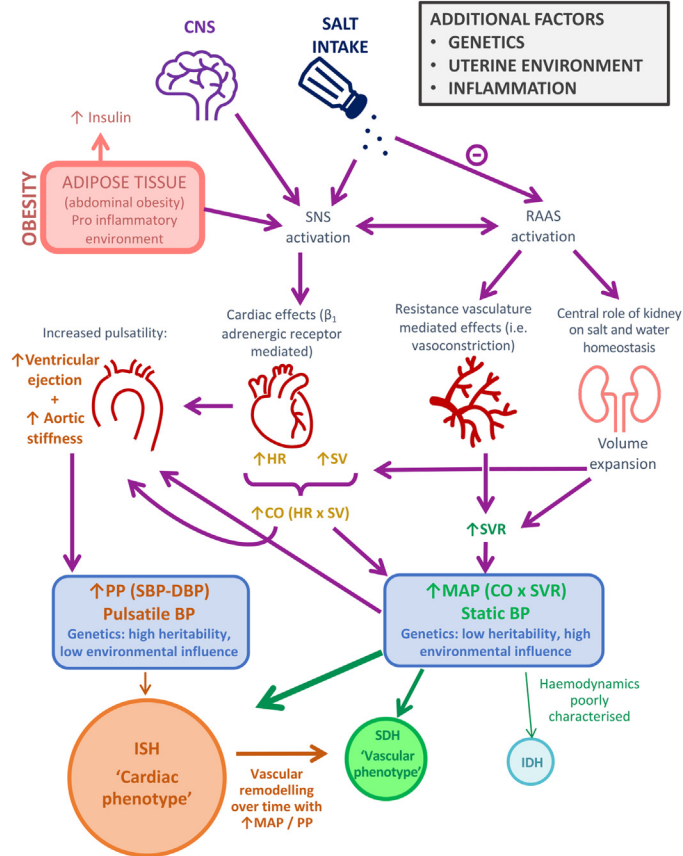 CNS
SALT
INTAKE
ADDITIONAL FACTORS
• GENETICS
• UTERINE ENVIRONMENT
• INFLAMMATION
↑ Insulin
OBESITY
ADIPOSE TISSUE
(abdominal obesity)
Pro inflammatory
environment
SNS
activation
RAAS
activation
Cardiac effects (β₁
adrenergic receptor
mediated)
Resistance vasculature
mediated effects (i.e.
vasoconstriction)
Central role of kidney
on salt and water
homeostasis
Increased pulsatility:
↑Ventricular
ejection
+
↑ Aortic
stiffness
↑HR ↑SV
Volume
expansion
↑CO (HR x SV)
↑SVR
↑PP (SBP-DBP)
Pulsatile BP
Genetics: high heritability,
low environmental influence
↑MAP (CO x SVR)
Static BP
Genetics: low heritability, high
environmental influence
Haemodynamics
poorly
characterised
ISH
‘Cardiac
phenotype’
Vascular
remodelling
over time with
↑MAP / PP
SDH
‘Vascular
phenotype’
IDH